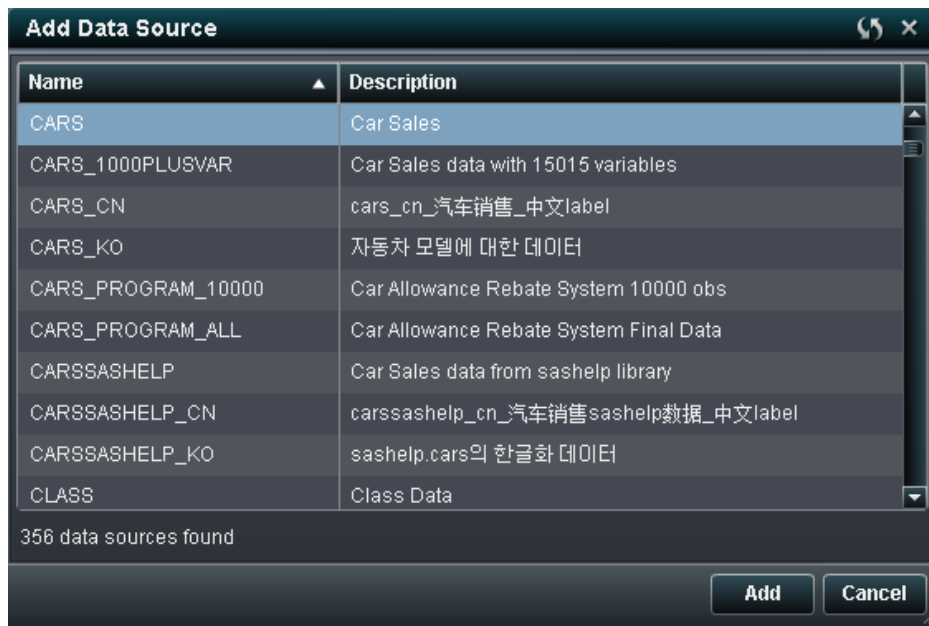 Add Data Source
Name Description
CARS Car Sales
CARS_1000PLUSVAR Car Sales data with 15015 variables
CARS_CN cars_cn_汽车销售_中文label
CARS_KO 자동차 모델에 대한 데이터
CARS_PROGRAM_10000 Car Allowance Rebate System 10000 obs
CARS_PROGRAM_ALL Car Allowance Rebate System Final Data
CARSSASHELP Car Sales data from sashelp library
CARSSASHELP_CN carssashelp_cn_汽车销售sashelp数据_中文label
CARSSASHELP_KO sashelp.cars의 한글화 데이터
CLASS Class Data
356 data sources found
Add Cancel